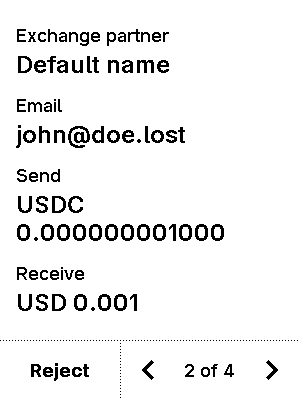 Exchange partner
Default name
Email
john@doe.lost
Send
USDC
0.000000001000
Receive
USD 0.001
Reject
2 of 4